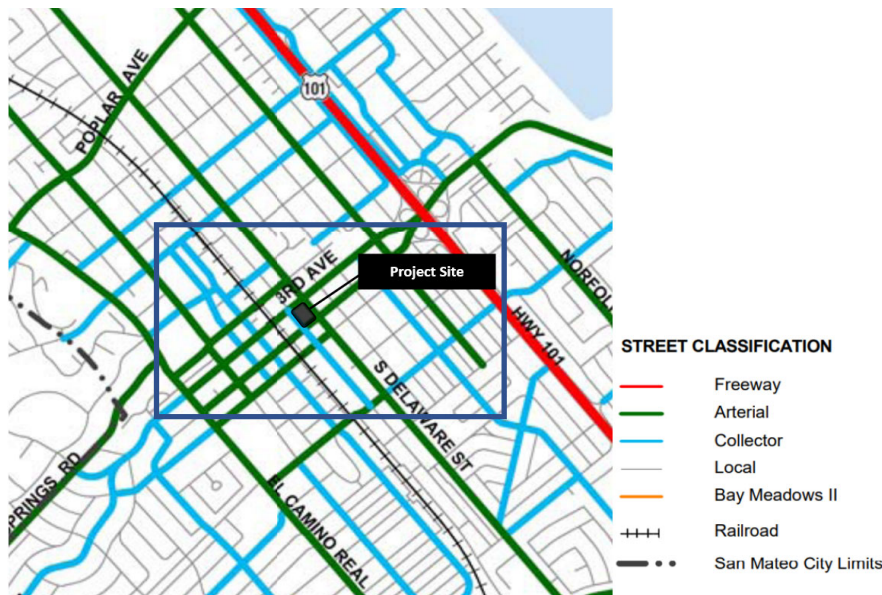 POPLAR AVE
101
3RD AVE
Project Site
NORFOL
HWY 101
S DELAWARE ST
SPRINGS RD
EL CAMINO REAL
STREET CLASSIFICATION
Freeway
Arterial
Collector
Local
Bay Meadows II
Railroad
San Mateo City Limits